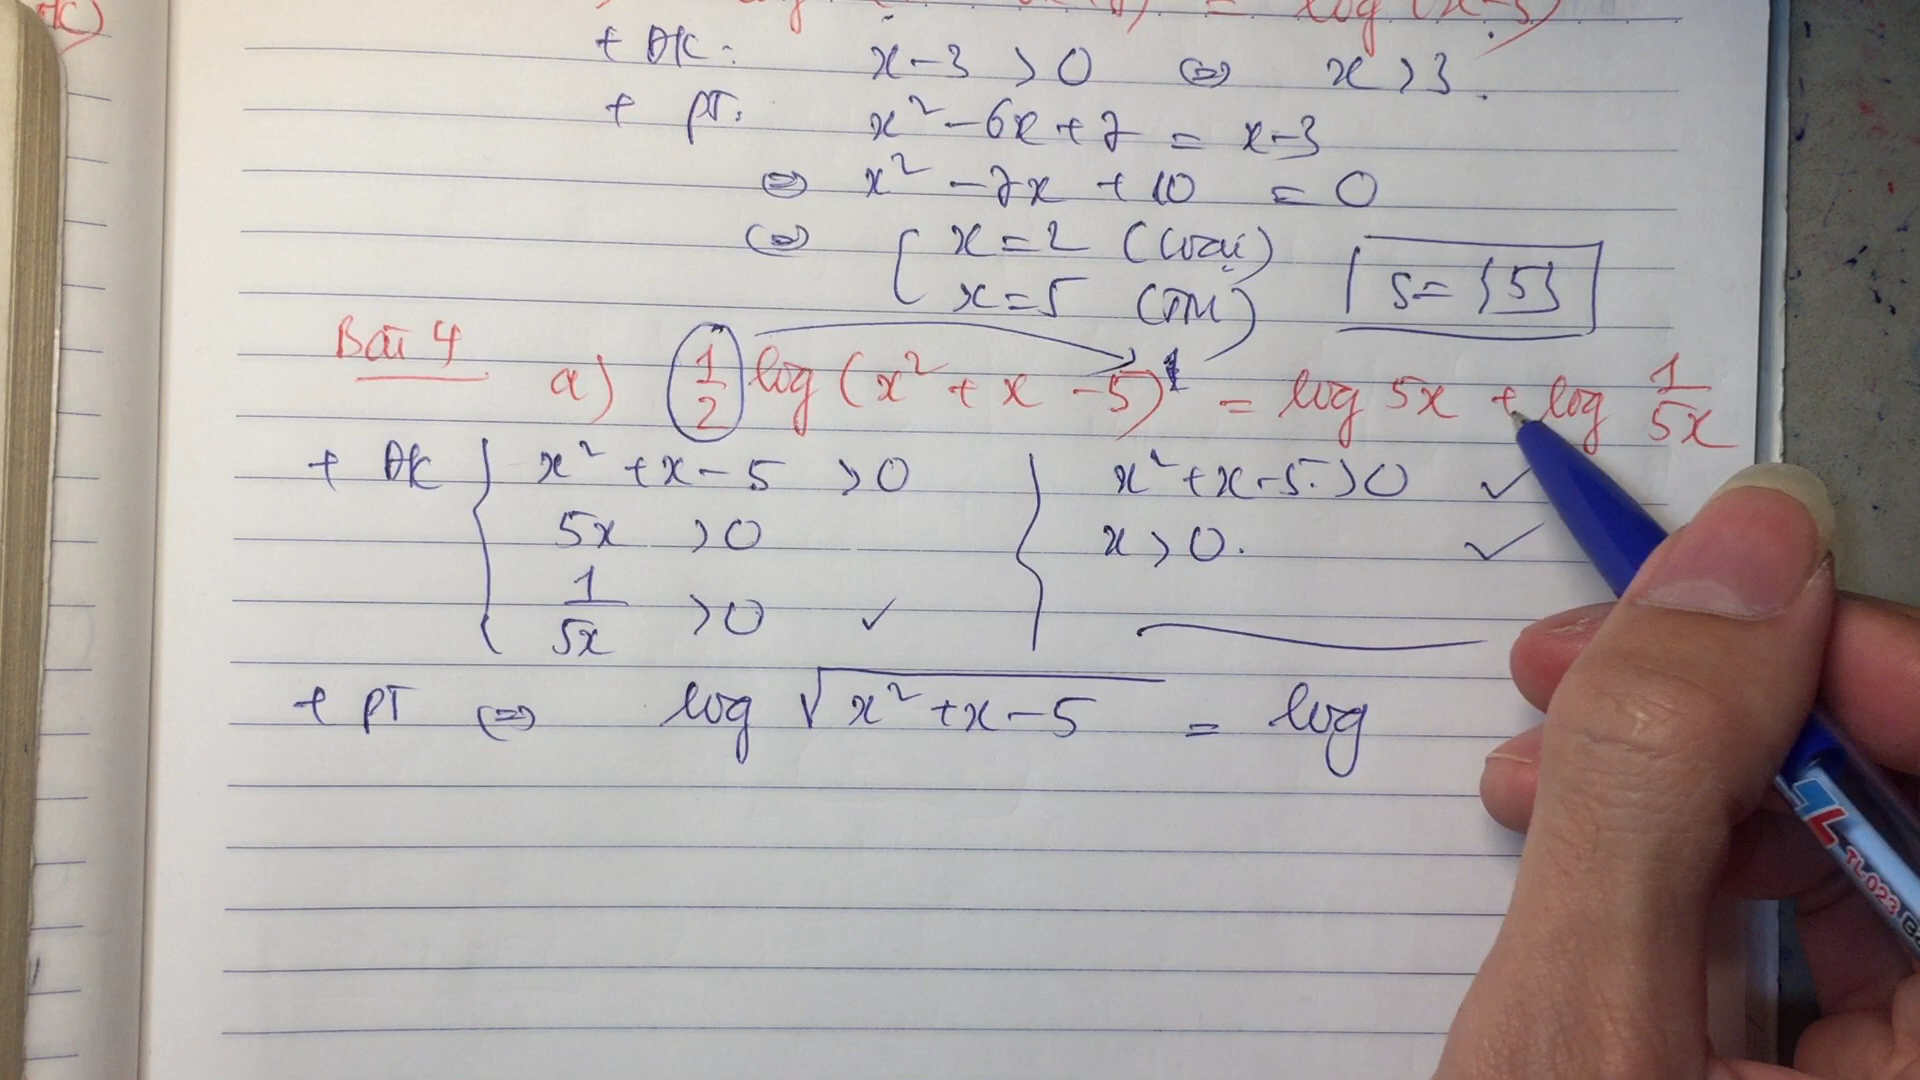 + ĐK: x-3 > 0 ⇔ x > 3.
+ PT: x² - 6x + 7 = x-3
⇔ x² - 7x + 10 = 0
⇔ [ x = 2 (loại)
x = 5 (TM) S = {5}
Bài 4 a) 1/2 log (x² + x - 5) = log 5x + log 1/5x
+ ĐK { x² + x - 5 > 0 } x² + x - 5 > 0 ✓
5x > 0 x > 0. ✓
1/5x > 0 ✓
+ PT ⇔ log √(x² + x - 5) = log
TL-023